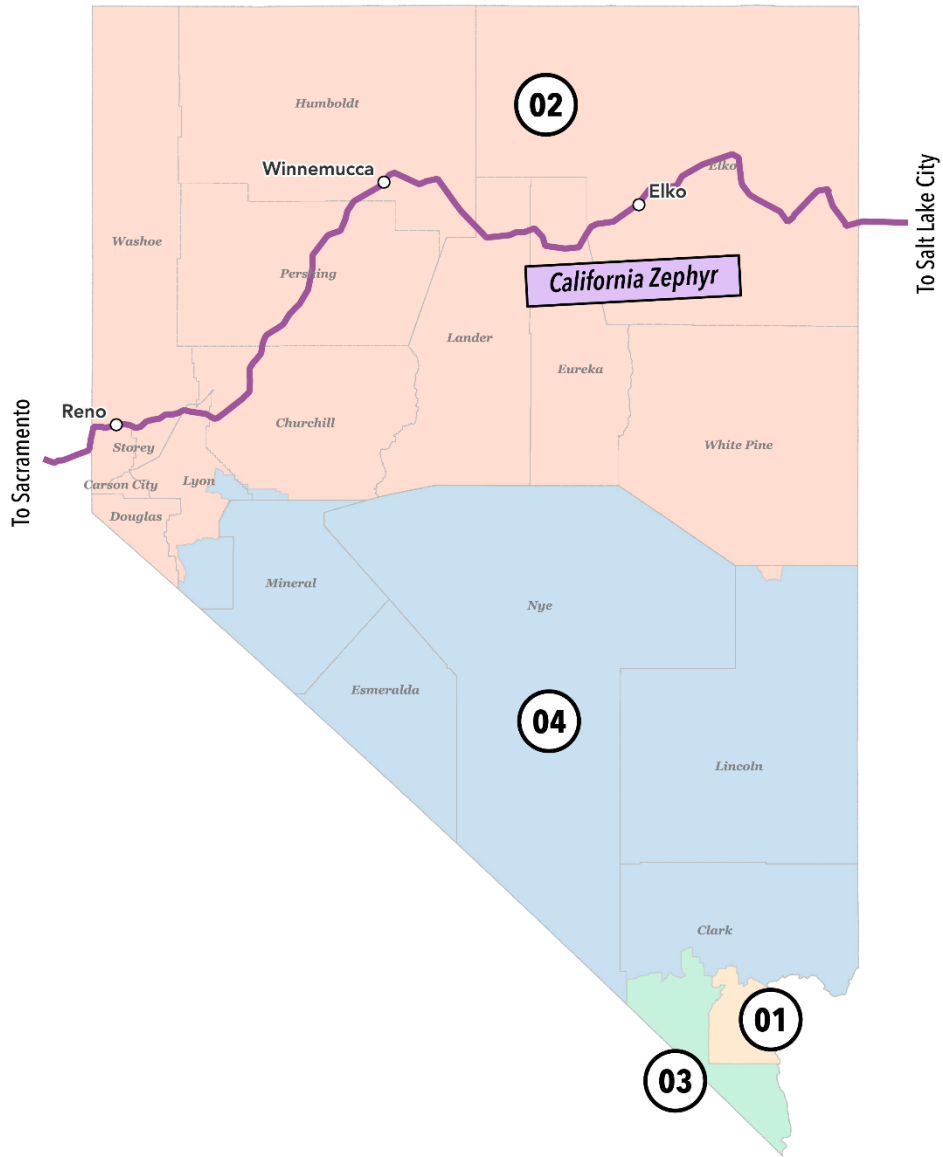 02
Humboldt
Winnemucca
Elko
Elko
To Salt Lake City
Washoe
Pershing
California Zephyr
Lander
Eureka
To Sacramento
Reno
Churchill
Storey
White Pine
Carson City
Lyon
Douglas
Mineral
Nye
Esmeralda
04
Lincoln
Clark
01
03